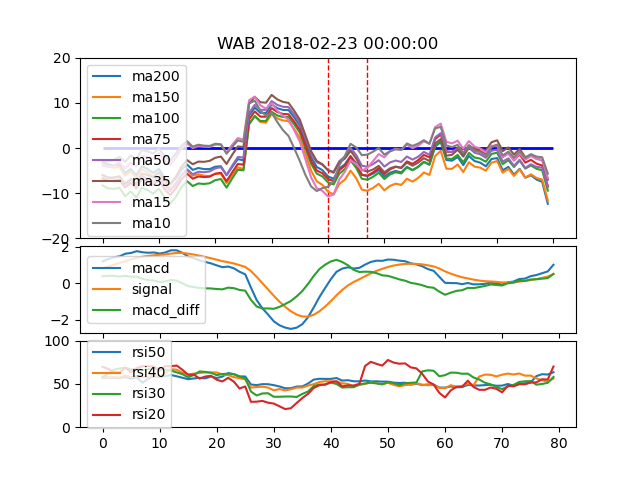 WAB 2018-02-23 00:00:00
20
10
0
−10
−20
ma200
ma150
ma100
ma75
ma50
ma35
ma15
ma10
2
0
−2
macd
signal
macd_diff
100
50
0
rsi50
rsi40
rsi30
rsi20
0 10 20 30 40 50 60 70 80